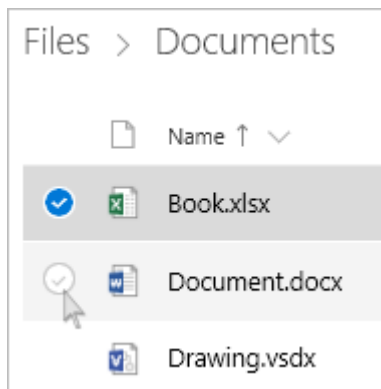 Files > Documents
Name ↑
Book.xlsx
Document.docx
Drawing.vsdx